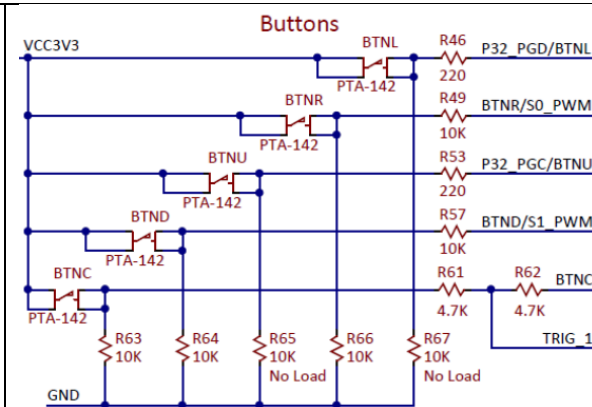 Buttons
VCC3V3
BTNL
PTA-142
R46
220
P32_PGD/BTNL
BTNR
PTA-142
R49
10K
BTNR/S0_PWM
BTNU
PTA-142
R53
220
P32_PGC/BTNU
BTND
PTA-142
R57
10K
BTND/S1_PWM
BTNC
PTA-142
R61
4.7K
R62
4.7K
BTNC
TRIG_1
R63
10K
R64
10K
R65
10K
No Load
R66
10K
R67
10K
No Load
GND